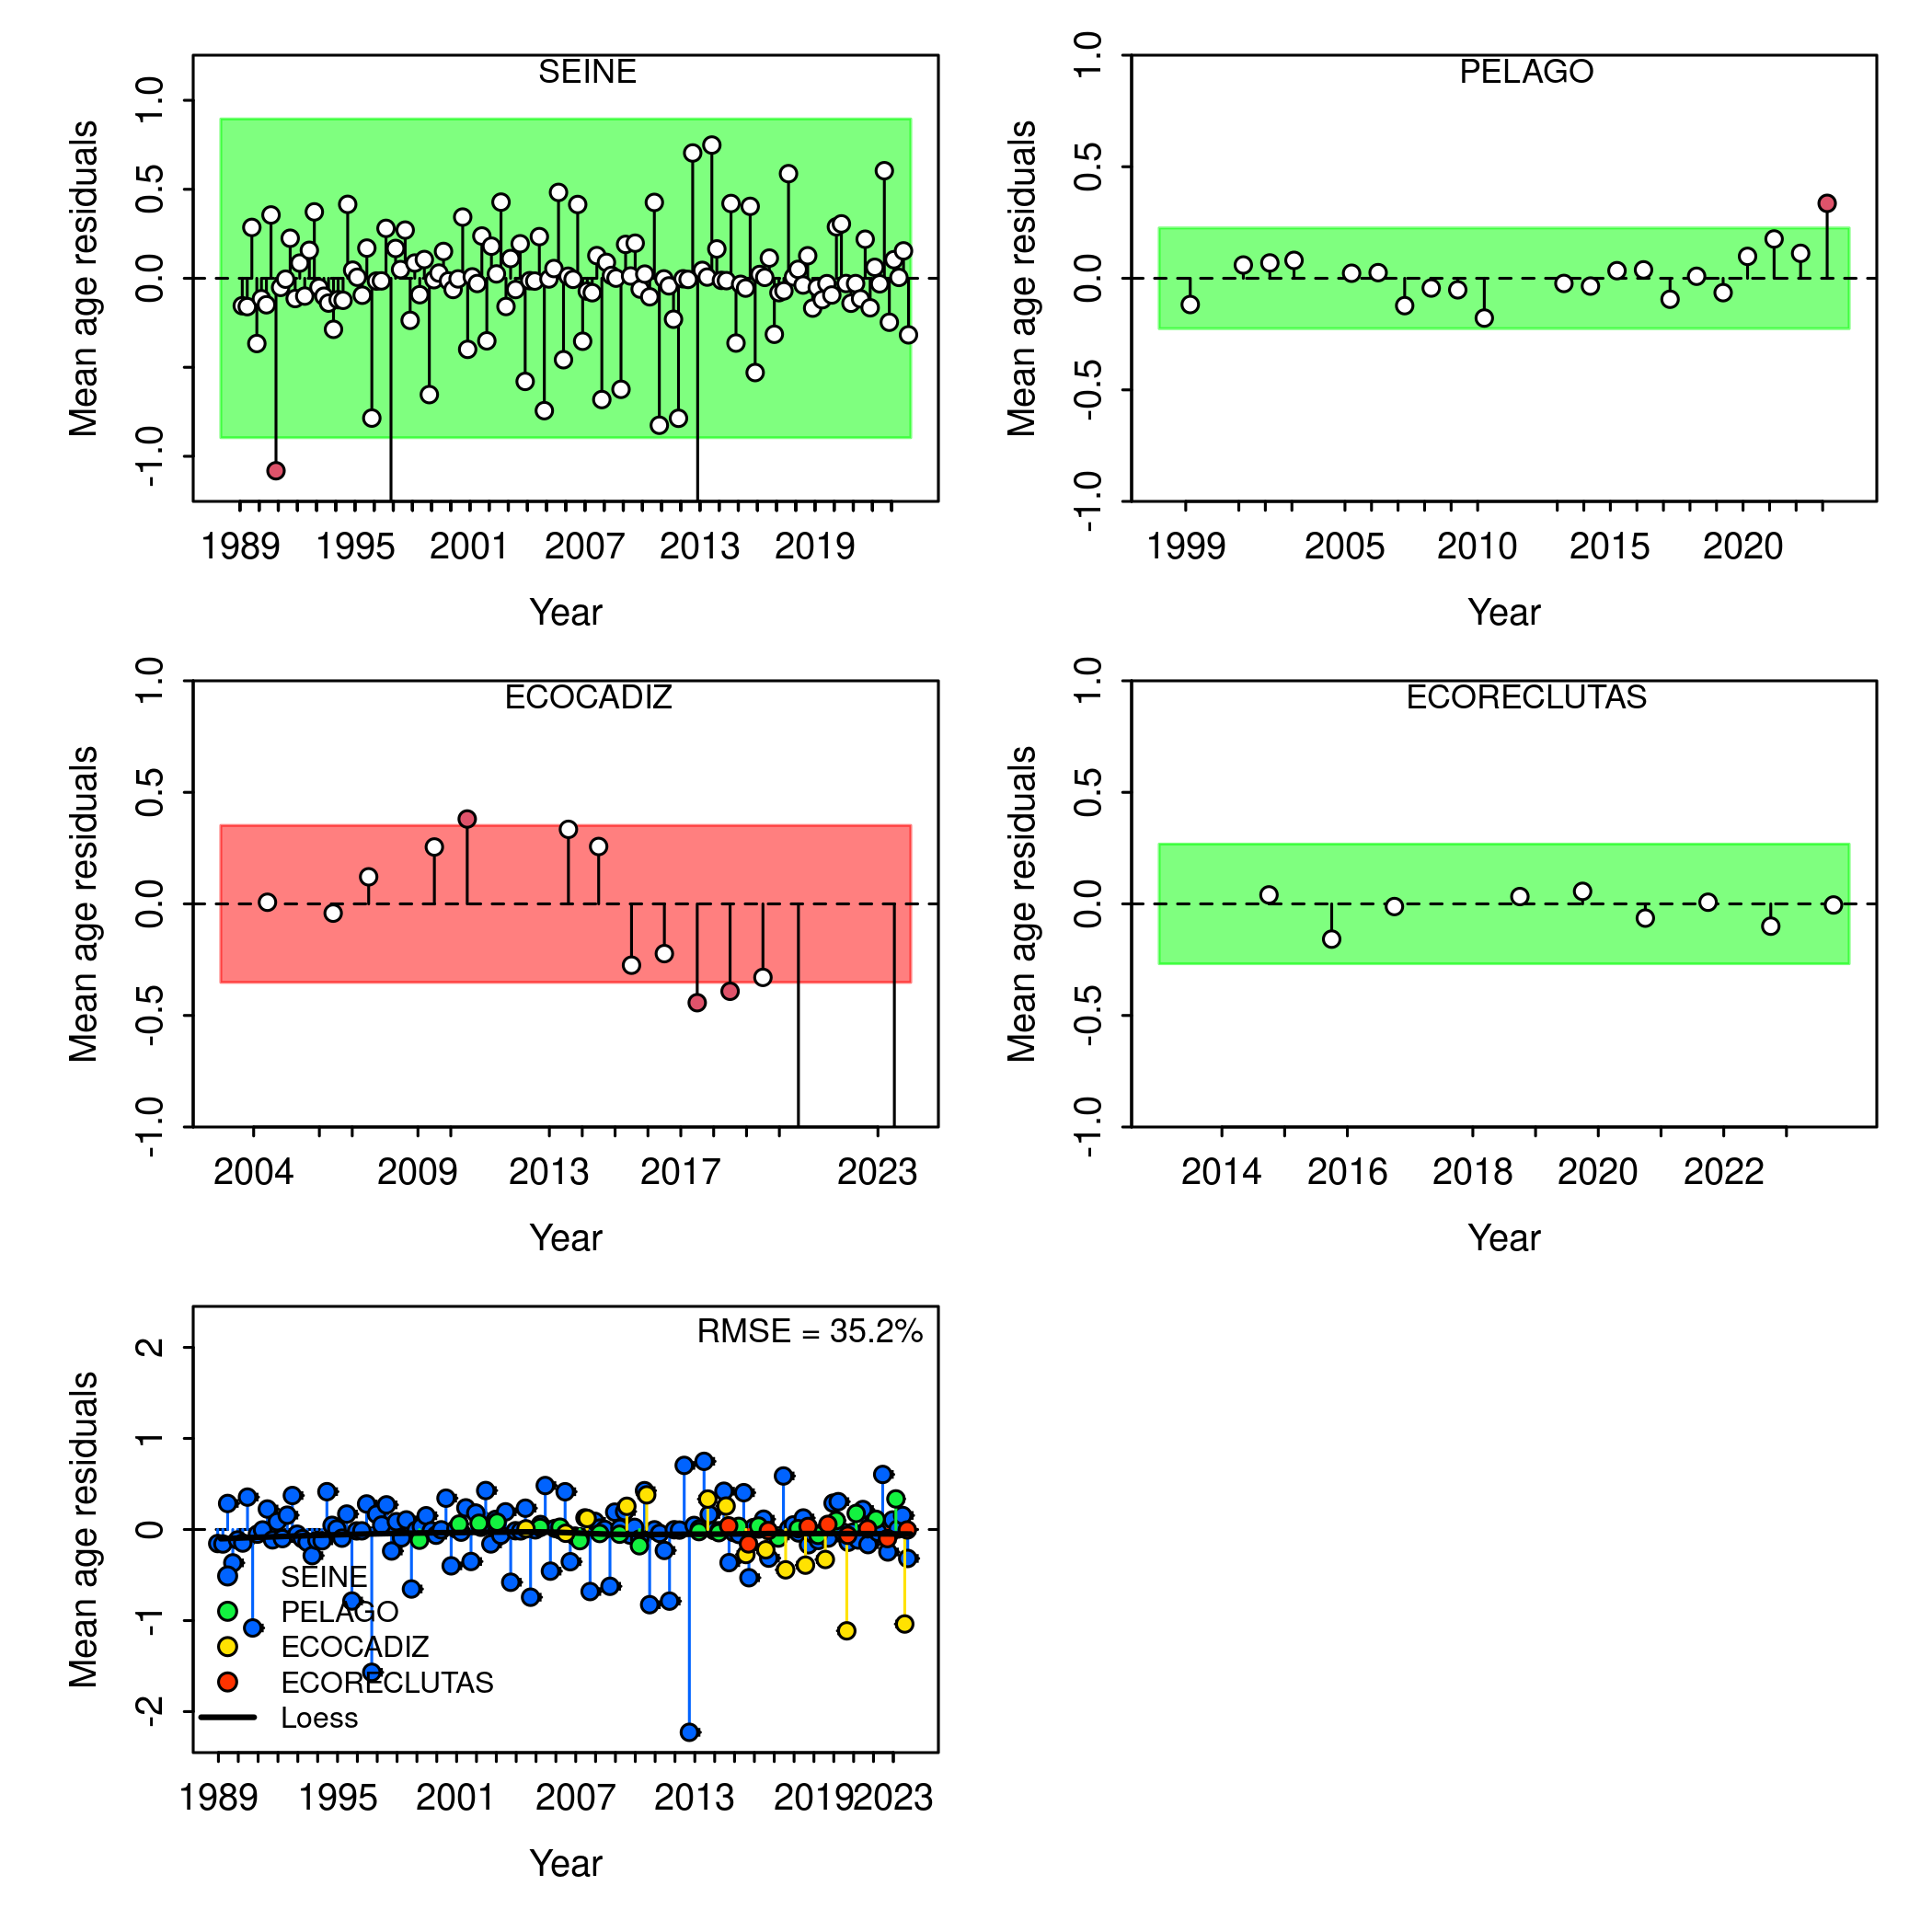 SEINE
Mean age residuals
1.0
0.5
0.0
-1.0
1989 1995 2001 2007 2013 2019
Year
PELAGO
Mean age residuals
1.0
0.5
0.0
-0.5
-1.0
1999 2005 2010 2015 2020
Year
ECOCADIZ
Mean age residuals
1.0
0.5
0.0
-0.5
-1.0
2004 2009 2013 2017 2023
Year
ECORECLUTAS
Mean age residuals
1.0
0.5
0.0
-0.5
-1.0
2014 2016 2018 2020 2022
Year
RMSE = 35.2%
Mean age residuals
2
1
0
-1
-2
SEINE
PELAGO
ECOCADIZ
ECORECLUTAS
Loess
1989 1995 2001 2007 2013 2019 2023
Year